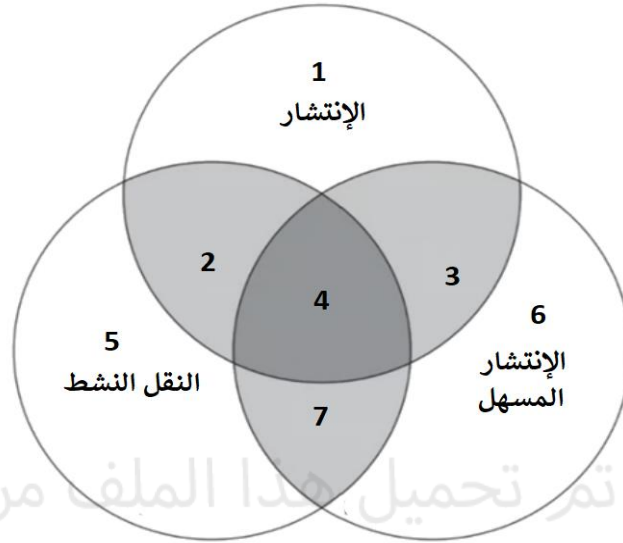 1
الإنتشار
2
3
4
5
النقل النشط
6
الإنتشار
المسهل
7
تم تحميل هذا الملف من